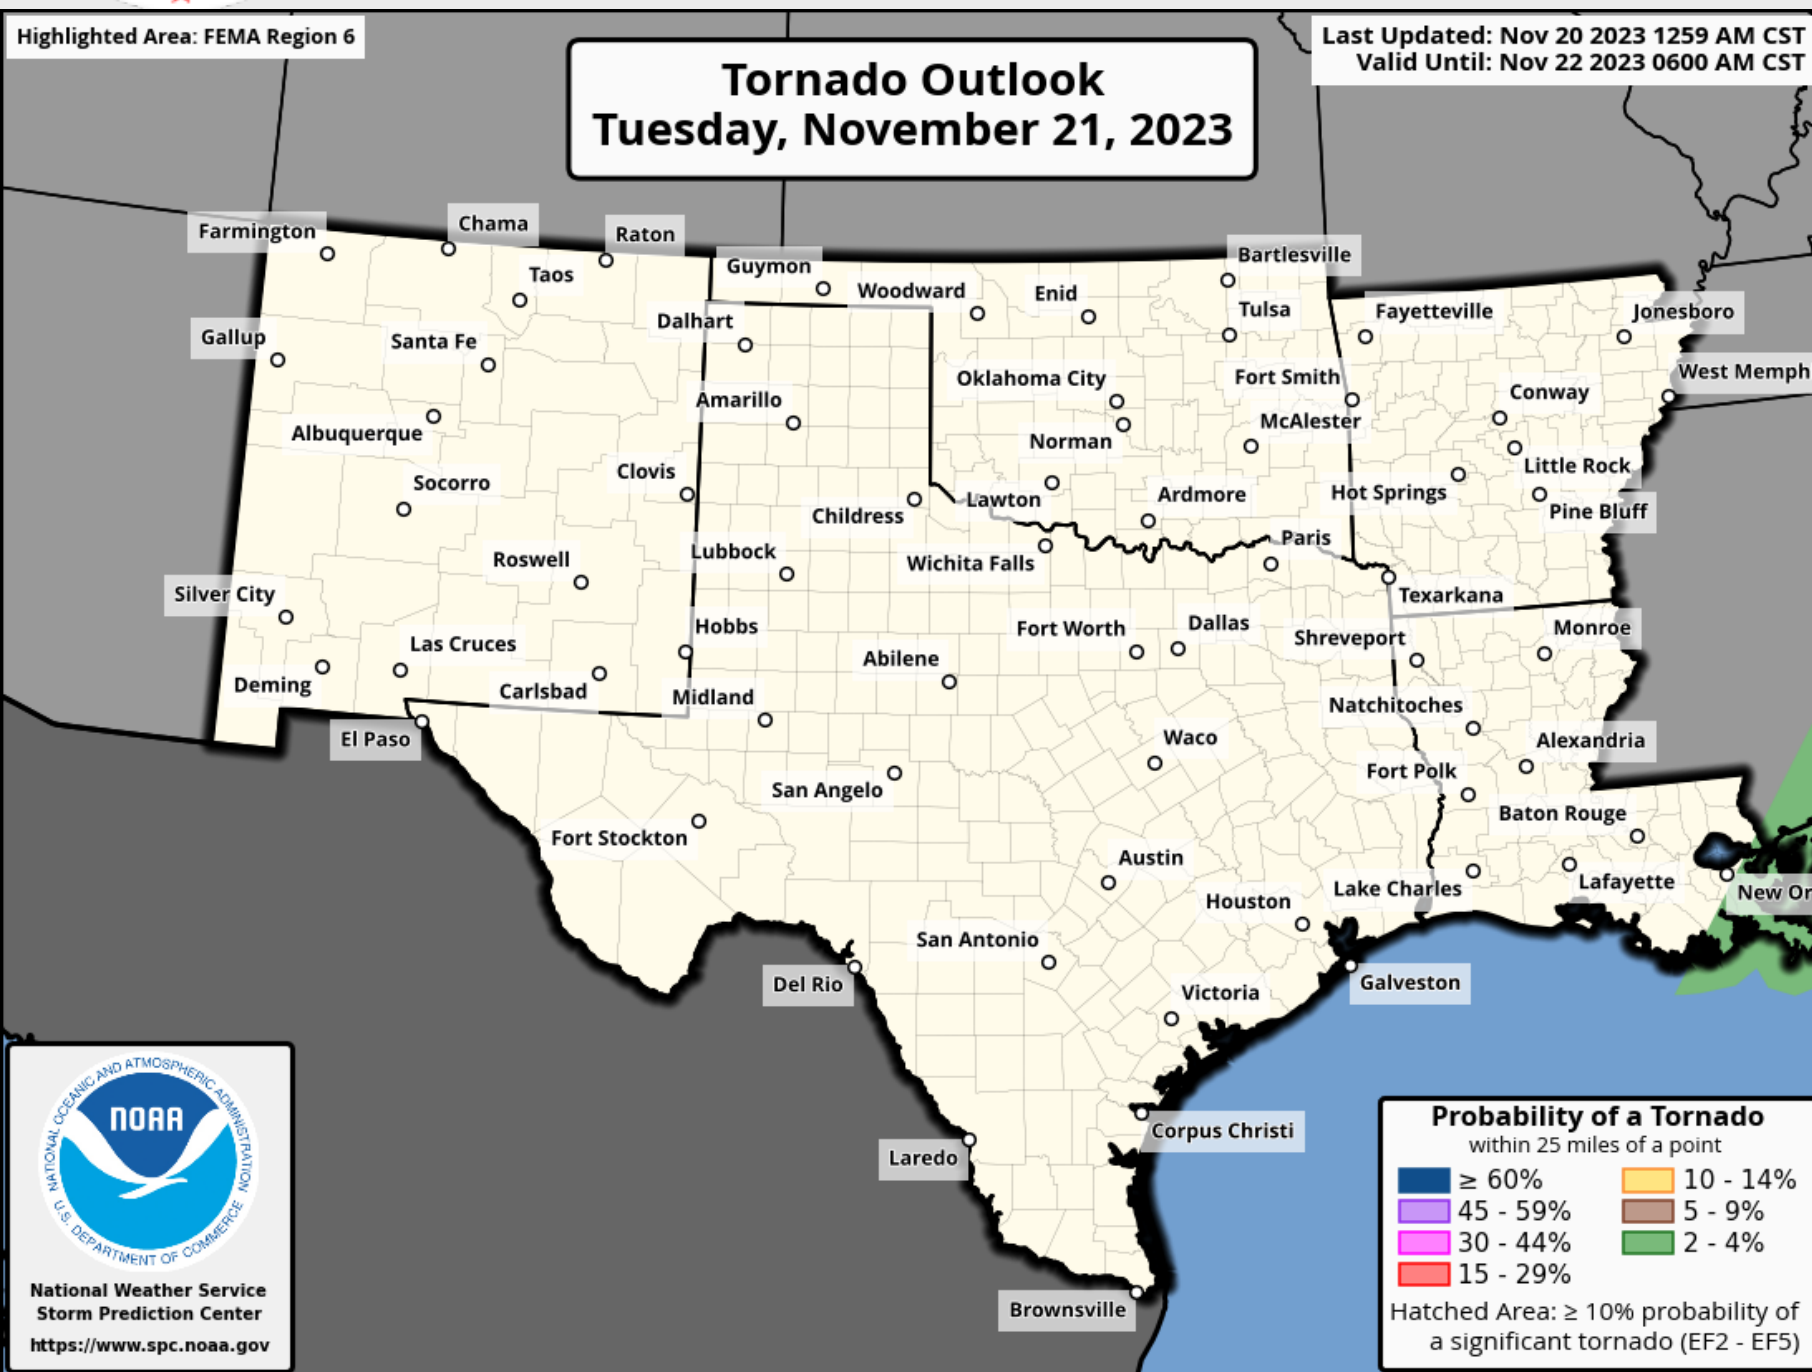 Highlighted Area: FEMA Region 6
Last Updated: Nov 20 2023 1259 AM CST
Valid Until: Nov 22 2023 0600 AM CST
Tornado Outlook
Tuesday, November 21, 2023
Farmington
Chama
Raton
Taos
Guymon
Woodward
Enid
Bartlesville
Tulsa
Fayetteville
Jonesboro
Gallup
Santa Fe
Dalhart
Oklahoma City
Fort Smith
West Memph
Conway
Amarillo
Albuquerque
Norman
McAlester
Little Rock
Socorro
Clovis
Childress
Lawton
Ardmore
Hot Springs
Pine Bluff
Roswell
Lubbock
Wichita Falls
Paris
Silver City
Texarkana
Las Cruces
Hobbs
Fort Worth
Dallas
Shreveport
Monroe
Deming
Carlsbad
Midland
Abilene
Natchitoches
El Paso
Waco
Alexandria
San Angelo
Fort Polk
Fort Stockton
Baton Rouge
Austin
Houston
Lake Charles
Lafayette
New Or
San Antonio
Del Rio
Victoria
Galveston
Corpus Christi
Laredo
Brownsville
NATIONAL OCEANIC AND ATMOSPHERIC ADMINISTRATION
NOAA
U.S. DEPARTMENT OF COMMERCE
National Weather Service
Storm Prediction Center
https://www.spc.noaa.gov
Probability of a Tornado
within 25 miles of a point
≥ 60%
45 - 59%
30 - 44%
15 - 29%
10 - 14%
5 - 9%
2 - 4%
Hatched Area: ≥ 10% probability of
a significant tornado (EF2 - EF5)